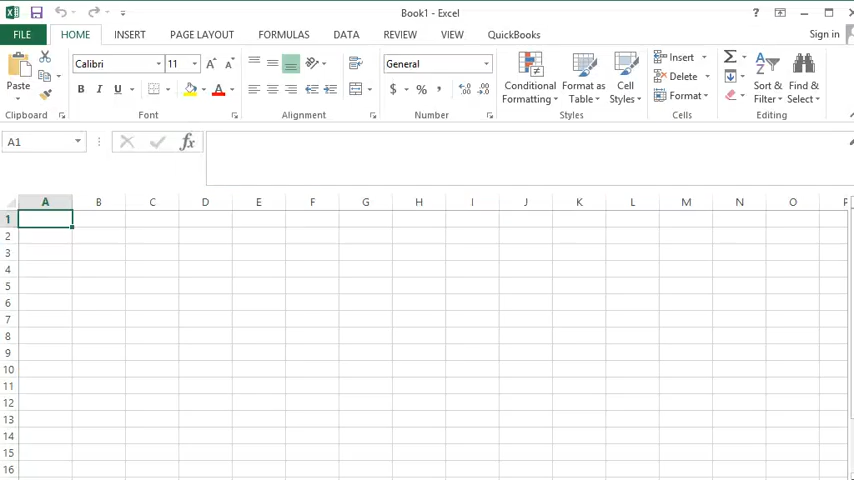 Book1 - Excel
FILE HOME INSERT PAGE LAYOUT FORMULAS DATA REVIEW VIEW QuickBooks Sign in
Paste
Calibri 11
B I U A
General
$ % ,
Conditional Formatting
Format as Table
Cell Styles
Insert
Delete
Format
Sort & Filter
Find & Select
Clipboard Font Alignment Number Styles Cells Editing
A1 fx
A B C D E F G H I J K L M N O
1
2
3
4
5
6
7
8
9
10
11
12
13
14
15
16